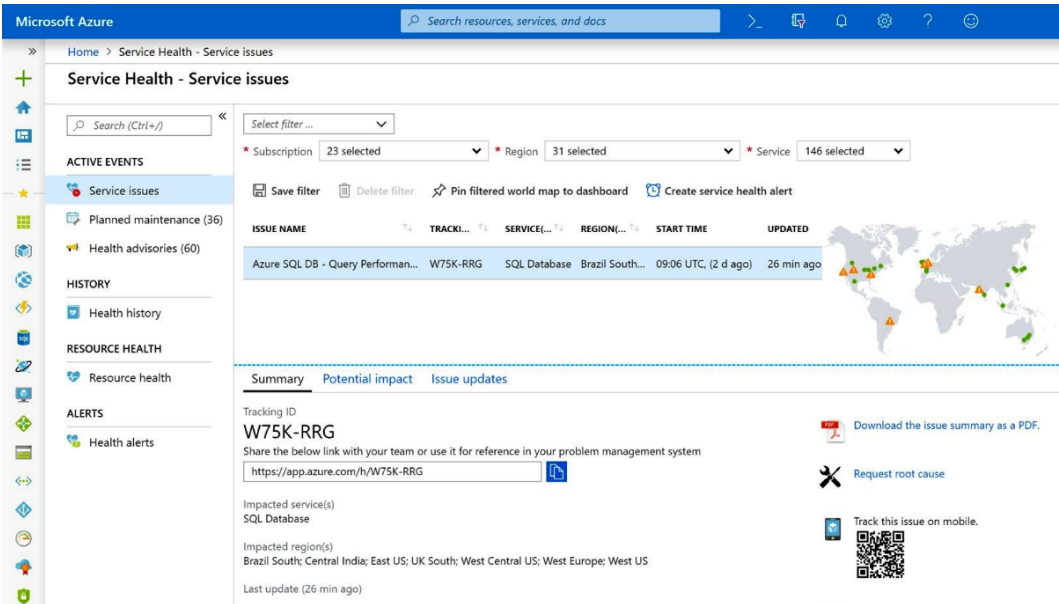 Microsoft Azure
Search resources, services, and docs
Home > Service Health - Service issues
Service Health - Service issues
Search (Ctrl+/)
ACTIVE EVENTS
Service issues
Planned maintenance (36)
Health advisories (60)
HISTORY
Health history
RESOURCE HEALTH
Resource health
ALERTS
Health alerts
Select filter ...
* Subscription 23 selected * Region 31 selected * Service 146 selected
Save filter Delete filter Pin filtered world map to dashboard Create service health alert
ISSUE NAME TRACKI... SERVICE(... REGION(... START TIME UPDATED
Azure SQL DB - Query Performan... W75K-RRG SQL Database Brazil South... 09:06 UTC, (2 d ago) 26 min ago
Summary Potential impact Issue updates
Tracking ID
W75K-RRG
Share the below link with your team or use it for reference in your problem management system
https://app.azure.com/h/W75K-RRG
Impacted service(s)
SQL Database
Impacted region(s)
Brazil South; Central India; East US; UK South; West Central US; West Europe; West US
Last update (26 min ago)
PDF
Download the issue summary as a PDF.
Request root cause
Track this issue on mobile.
SQL